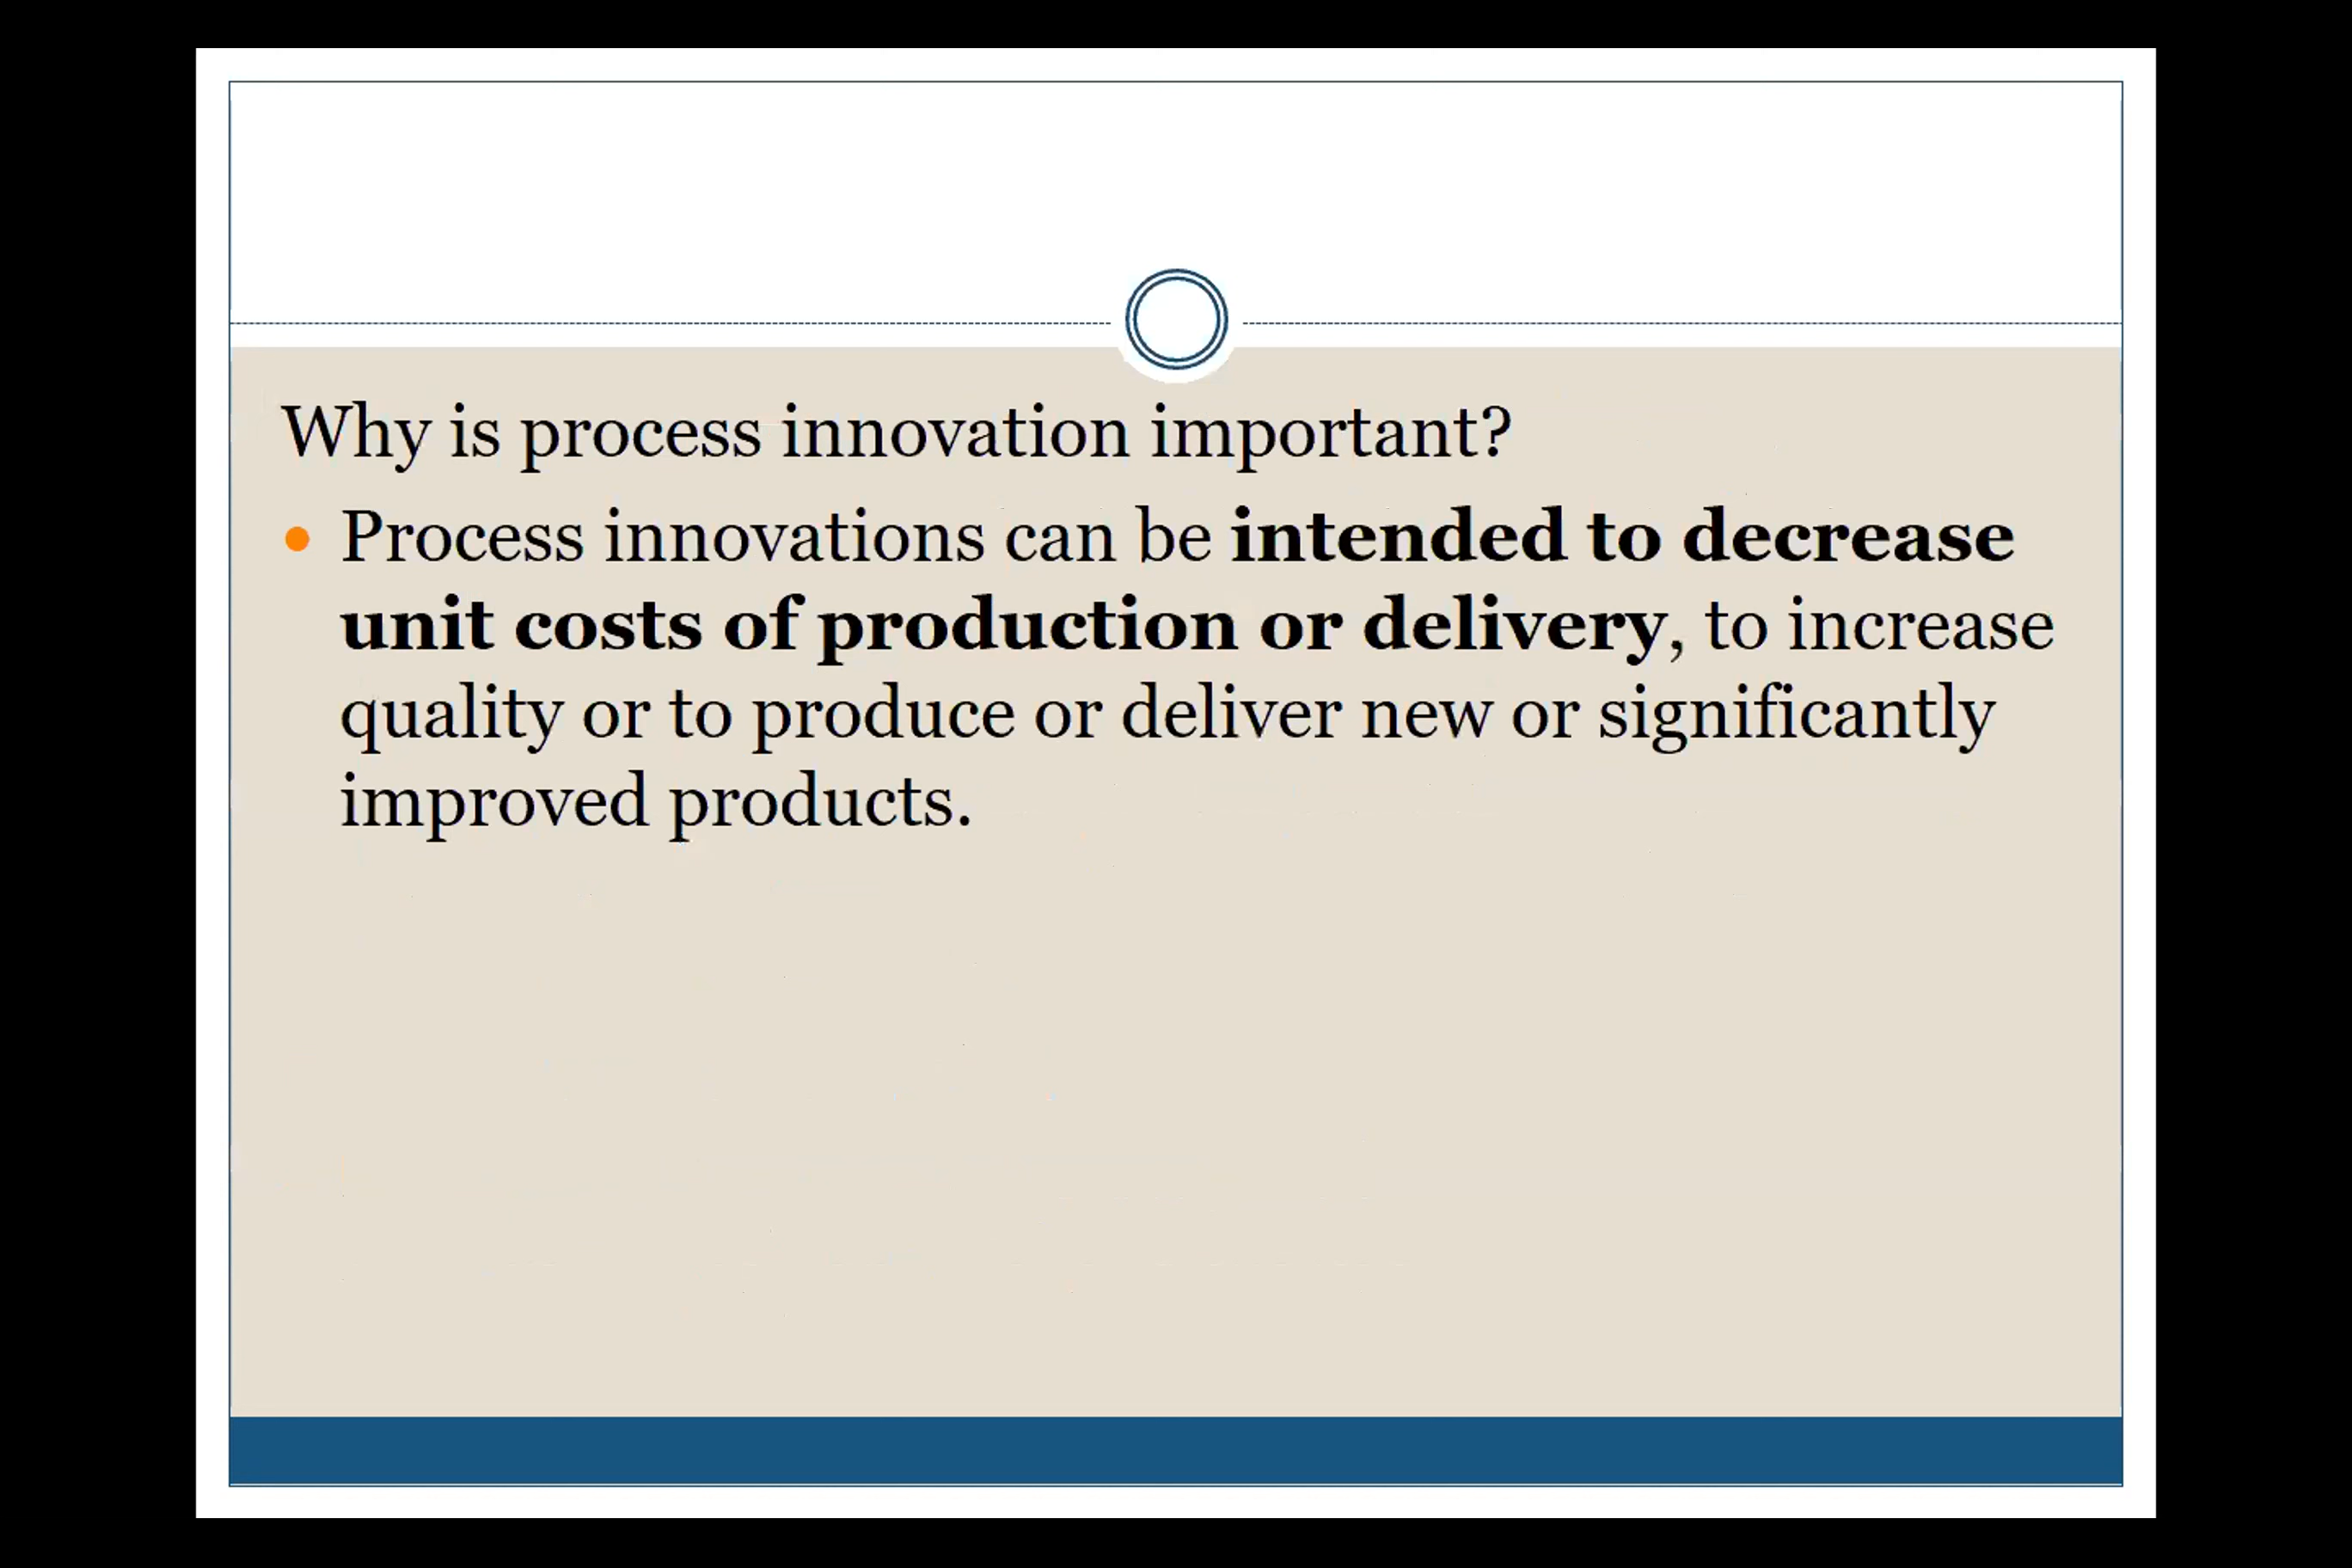 Why is process innovation important?
Process innovations can be intended to decrease
unit costs of production or delivery, to increase
quality or to produce or deliver new or significantly
improved products.